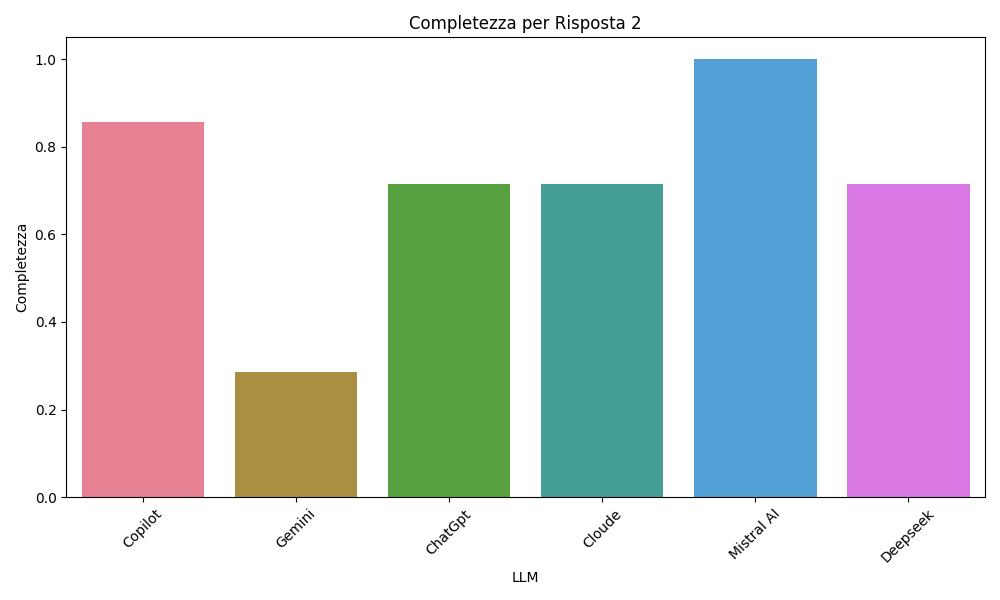 Completezza per Risposta 2
Completezza
1.0
0.8
0.6
0.4
0.2
0.0
Copilot
Gemini
ChatGpt
Cloude
Mistral AI
Deepseek
LLM